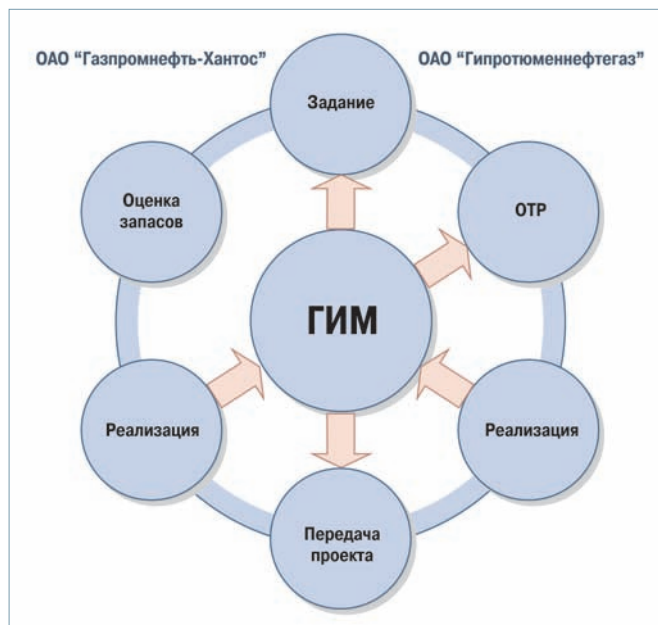 ОАО “Газпромнефть-Хантос”
ОАО “Гипротюменнефтегаз”
Задание
Оценка
запасов
ОТР
ГИМ
Реализация
Реализация
Передача
проекта